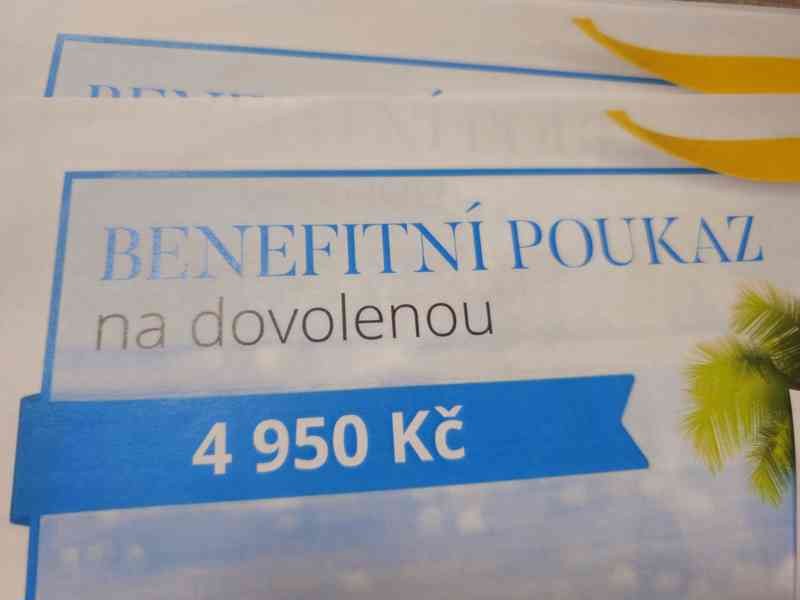 BENEFITNÍ POUKAZ
na dovolenou
4 950 Kč